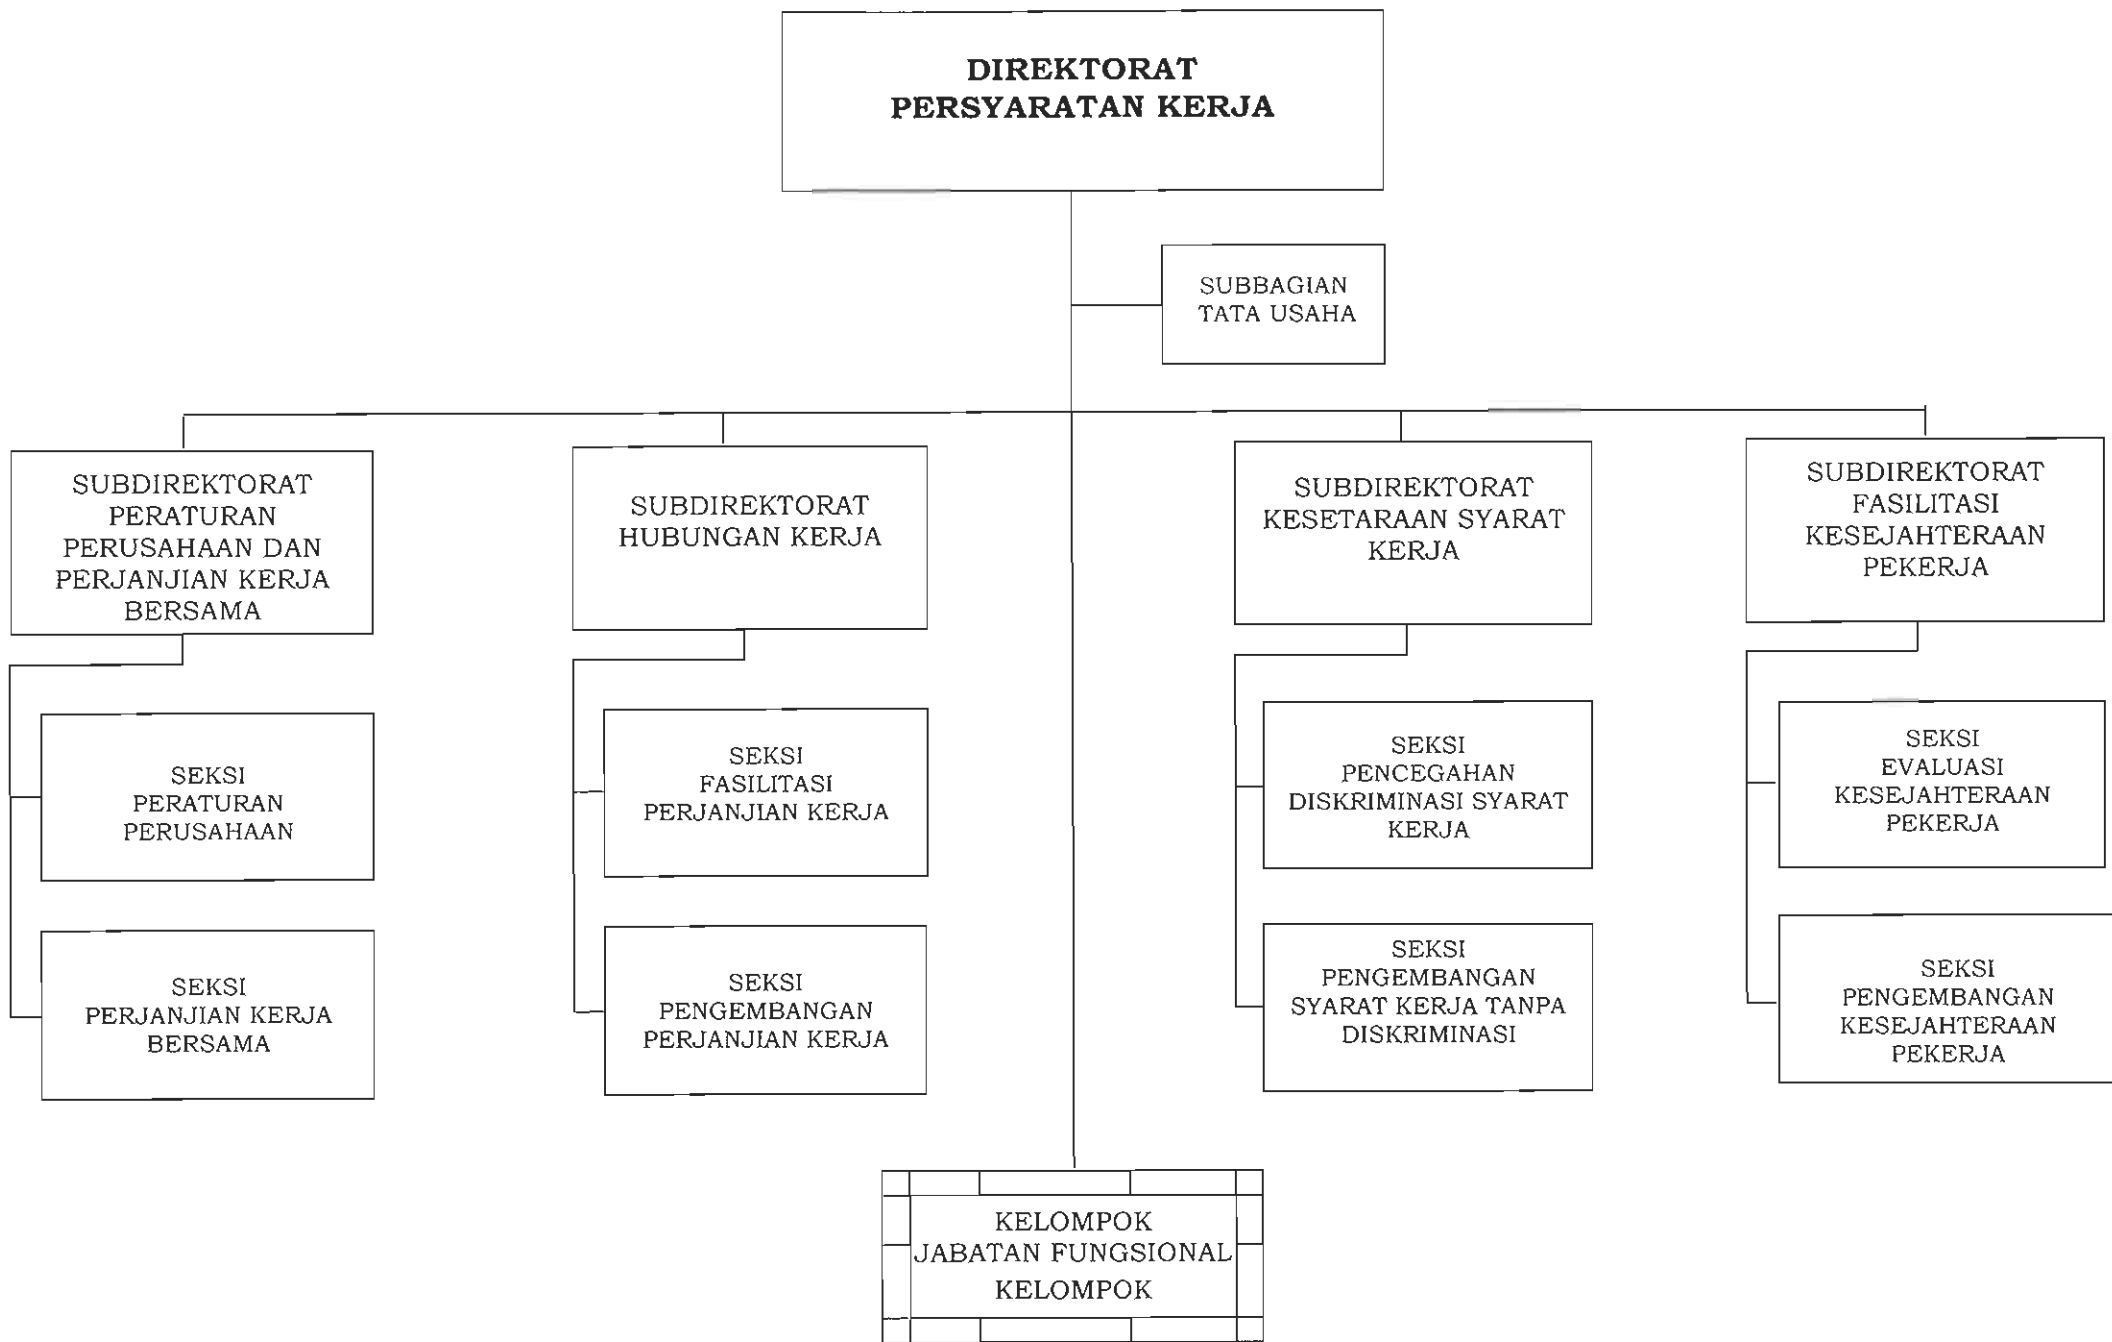 DIREKTORAT
PERSYARATAN KERJA
SUBBAGIAN
TATA USAHA
SUBDIREKTORAT
PERATURAN
PERUSAHAAN DAN
PERJANJIAN KERJA
BERSAMA
SUBDIREKTORAT
HUBUNGAN KERJA
SUBDIREKTORAT
KESETARAAN SYARAT
KERJA
SUBDIREKTORAT
FASILITASI
KESEJAHTERAAN
PEKERJA
SEKSI
PERATURAN
PERUSAHAAN
SEKSI
FASILITASI
PERJANJIAN KERJA
SEKSI
PENCEGAHAN
DISKRIMINASI SYARAT
KERJA
SEKSI
EVALUASI
KESEJAHTERAAN
PEKERJA
SEKSI
PERJANJIAN KERJA
BERSAMA
SEKSI
PENGEMBANGAN
PERJANJIAN KERJA
SEKSI
PENGEMBANGAN
SYARAT KERJA TANPA
DISKRIMINASI
SEKSI
PENGEMBANGAN
KESEJAHTERAAN
PEKERJA
KELOMPOK
JABATAN FUNGSIONAL
KELOMPOK